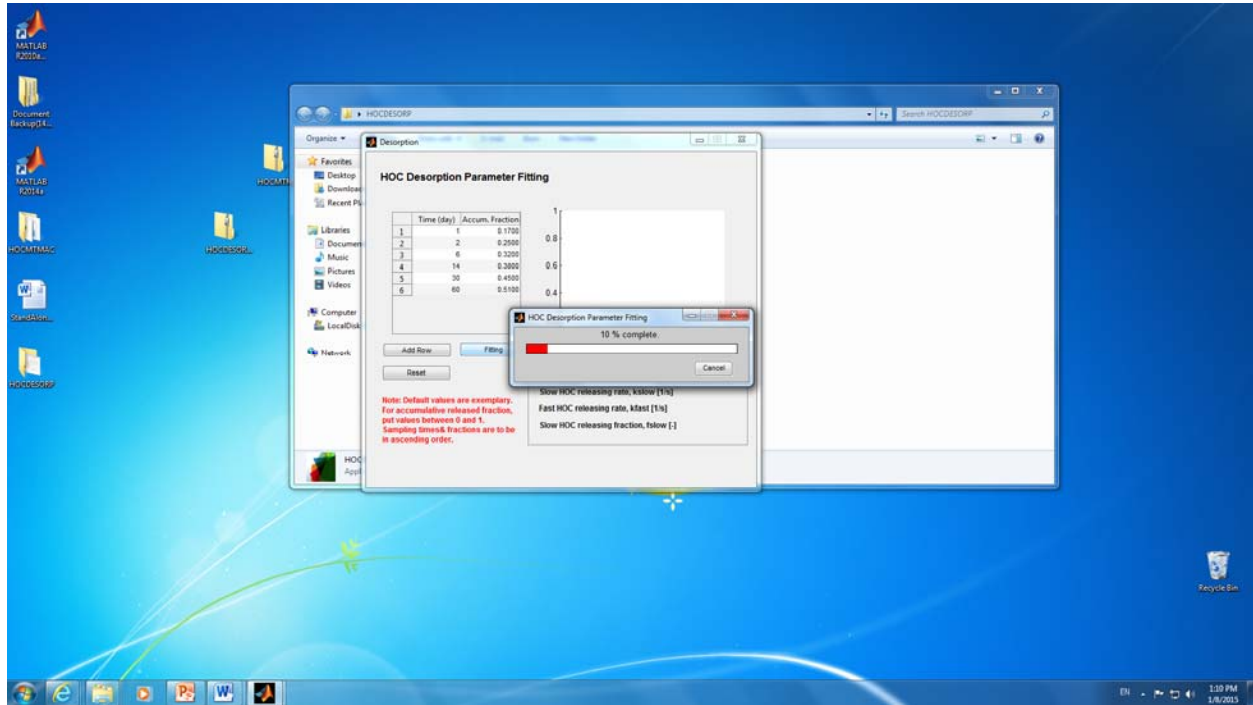 MATLAB
R2010a...
Document
Backup(14...
MATLAB
R2014a
HOCMTMAC
StandAlon...
HOCDESORP
HOCMTM
HOCDESOR...
HOCDESORP
Search HOCDESORP
Organize
Favorites
Desktop
Download
Recent Pl
Libraries
Documen
Music
Pictures
Videos
Computer
LocalDisk
Network
HOC
Appl
Desorption
HOC Desorption Parameter Fitting
Time (day) Accum. Fraction
1 1 0.1700
2 2 0.2500
3 6 0.3200
4 14 0.3800
5 30 0.4500
6 60 0.5100
1
0.8
0.6
0.4
Add Row
Fitting
Reset
Note: Default values are exemplary.
For accumulative released fraction,
put values between 0 and 1.
Sampling times& fractions are to be
in ascending order.
HOC Desorption Parameter Fitting
10 % complete.
Cancel
Slow HOC releasing rate, kslow [1/s]
Fast HOC releasing rate, kfast [1/s]
Slow HOC releasing fraction, fslow [-]
Recycle Bin
EN
1:10 PM
1/8/2015